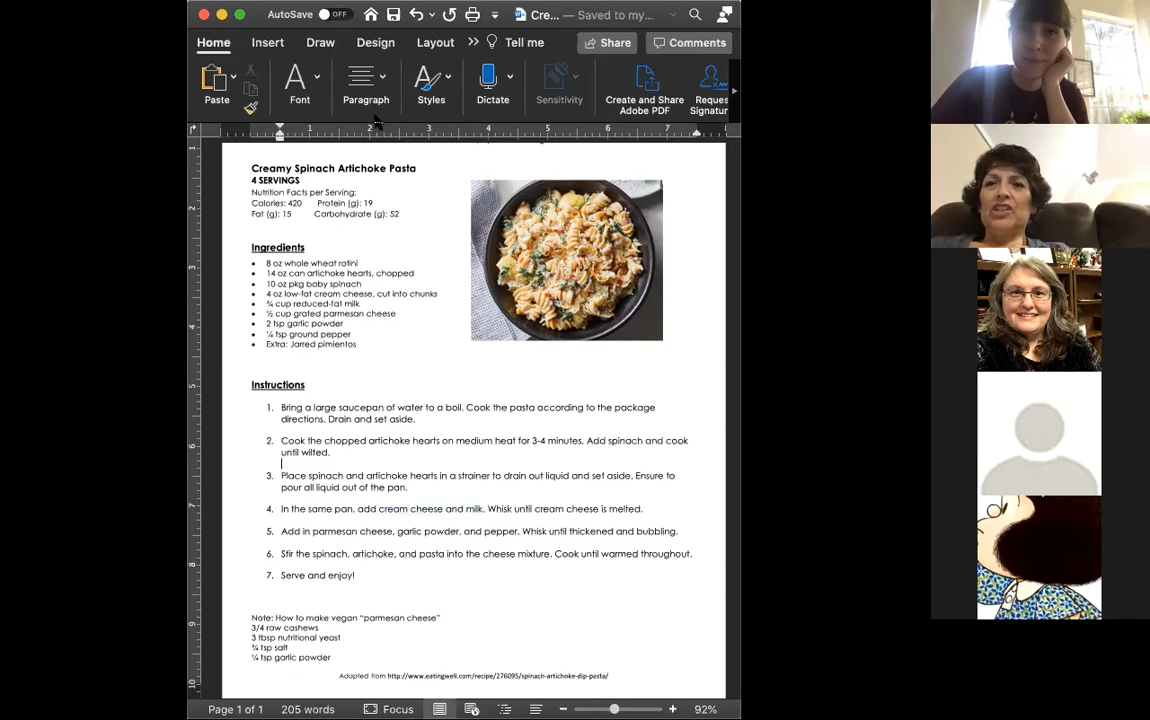 AutoSave OFF Cre... — Saved to my...
Home Insert Draw Design Layout Tell me Share Comments
Paste Font Paragraph Styles Dictate Sensitivity Create and Share Adobe PDF Reques Signatur
1 2 3 4 5 6 7
Creamy Spinach Artichoke Pasta
4 SERVINGS
Nutrition Facts per Serving:
Calories: 420 Protein (g): 19
Fat (g): 15 Carbohydrate (g): 52
Ingredients
• 8 oz whole wheat rotini
• 14 oz can artichoke hearts, chopped
• 10 oz pkg baby spinach
• 4 oz low-fat cream cheese, cut into chunks
• ¾ cup reduced-fat milk
• ½ cup grated parmesan cheese
• 2 tsp garlic powder
• ¼ tsp ground pepper
• Extra: Jarred pimientos
Instructions
1. Bring a large saucepan of water to a boil. Cook the pasta according to the package
directions. Drain and set aside.
2. Cook the chopped artichoke hearts on medium heat for 3-4 minutes. Add spinach and cook
until wilted.
3. Place spinach and artichoke hearts in a strainer to drain out liquid and set aside. Ensure to
pour all liquid out of the pan.
4. In the same pan, add cream cheese and milk. Whisk until cream cheese is melted.
5. Add in parmesan cheese, garlic powder, and pepper. Whisk until thickened and bubbling.
6. Stir the spinach, artichoke, and pasta into the cheese mixture. Cook until warmed throughout.
7. Serve and enjoy!
Note: How to make vegan "parmesan cheese"
3/4 raw cashews
3 tbsp nutritional yeast
¾ tsp salt
¼ tsp garlic powder
Adapted from http://www.eatingwell.com/recipe/276095/spinach-artichoke-dip-pasta/
Page 1 of 1 205 words Focus 92%